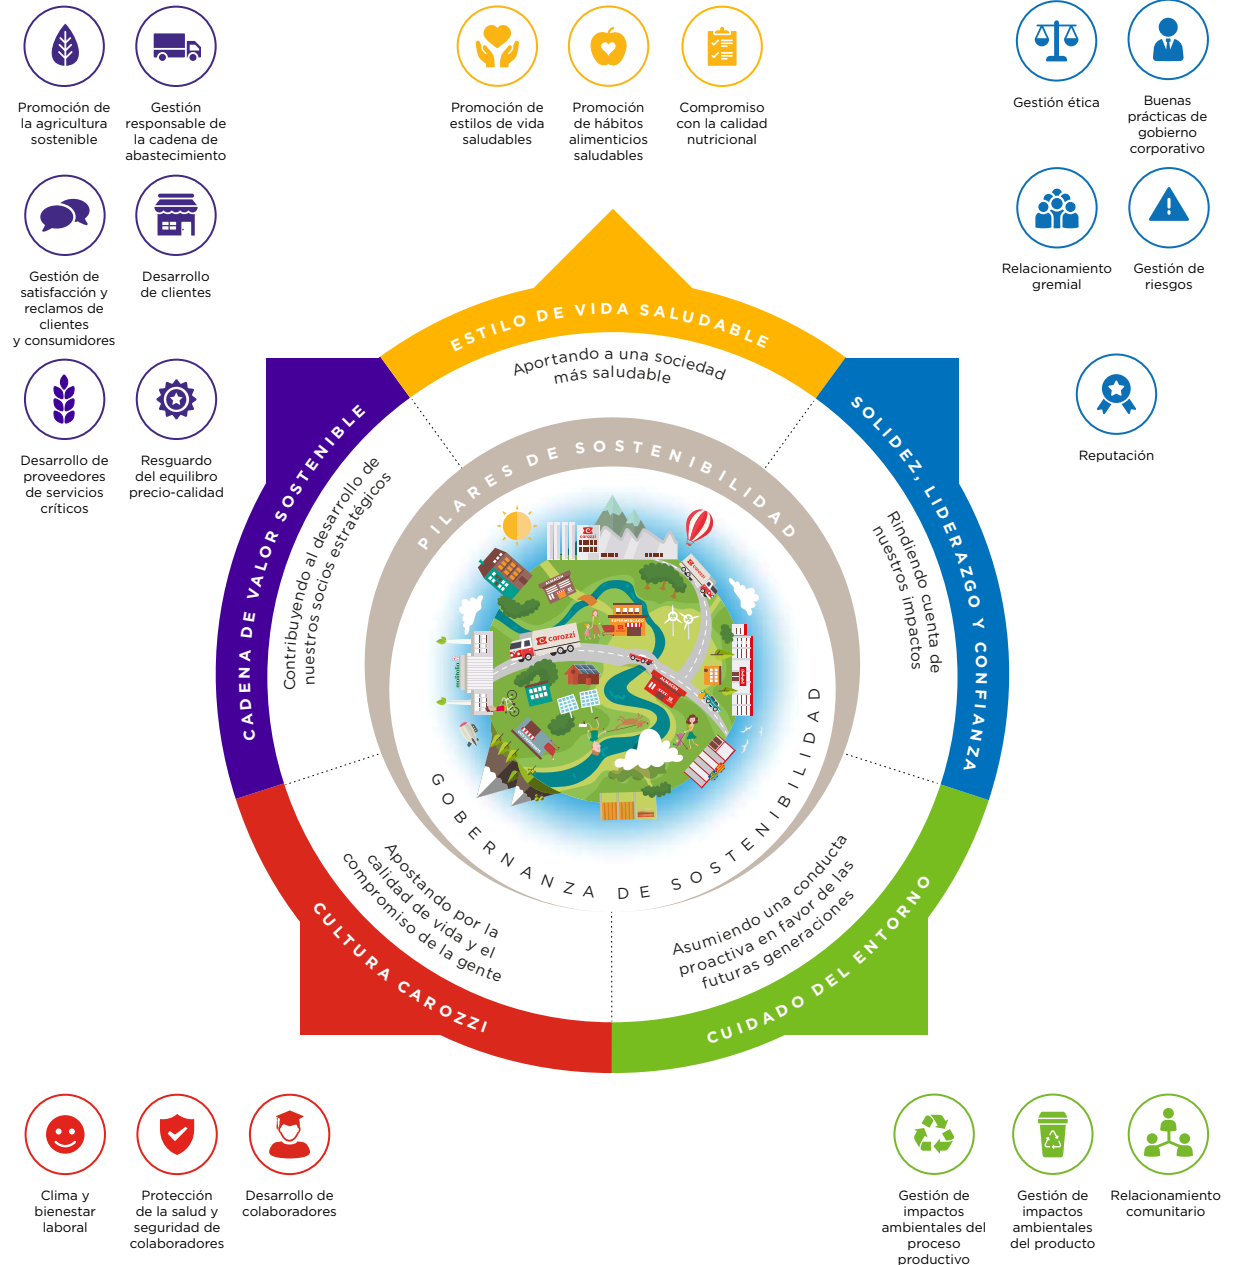 Promoción de
la agricultura
sostenible
Gestión
responsable de
la cadena de
abastecimiento
Gestión de
satisfacción y
reclamos de
clientes
y consumidores
Desarrollo
de clientes
Desarrollo de
proveedores
de servicios
críticos
Resguardo
del equilibro
precio-calidad
Promoción de
estilos de vida
saludables
Promoción
de hábitos
alimenticios
saludables
Compromiso
con la calidad
nutricional
Gestión ética
Buenas
prácticas de
gobierno
corporativo
Relacionamiento
gremial
Gestión de
riesgos
Reputación
ESTILO DE VIDA SALUDABLE
Aportando a una sociedad
más saludable
SOLIDEZ, LIDERAZGO Y CONFIANZA
Rindiendo cuenta de
nuestros impactos
CADENA DE VALOR SOSTENIBLE
Contribuyendo al desarrollo de
nuestros socios estratégicos
PILARES DE SOSTENIBILIDAD
carozzi
ALMACÉN
SUPERMERCADO
carozzi
ALMACÉN
GOBERNANZA DE SOSTENIBILIDAD
CULTURA CAROZZI
Apostando por la
calidad de vida y el
compromiso de la gente
CUIDADO DEL ENTORNO
Asumiendo una conducta
proactiva en favor de las
futuras generaciones
Clima y
bienestar
laboral
Protección
de la salud y
seguridad de
colaboradores
Desarrollo de
colaboradores
Gestión de
impactos
ambientales del
proceso
productivo
Gestión de
impactos
ambientales
del producto
Relacionamiento
comunitario